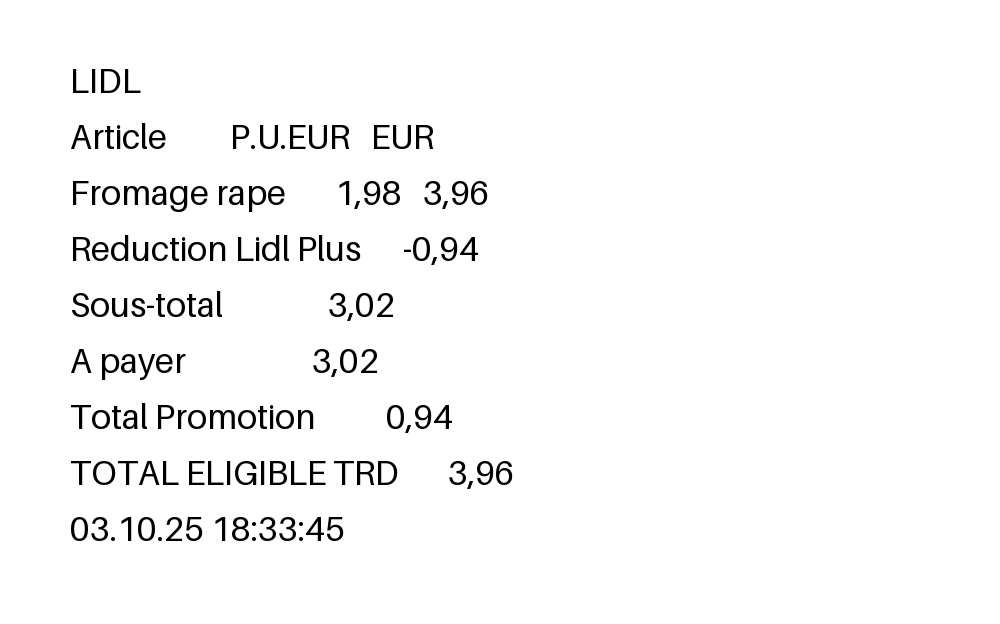 LIDL
Article P.U.EUR EUR
Fromage rape 1,98 3,96
Reduction Lidl Plus -0,94
Sous-total 3,02
A payer 3,02
Total Promotion 0,94
TOTAL ELIGIBLE TRD 3,96
03.10.25 18:33:45